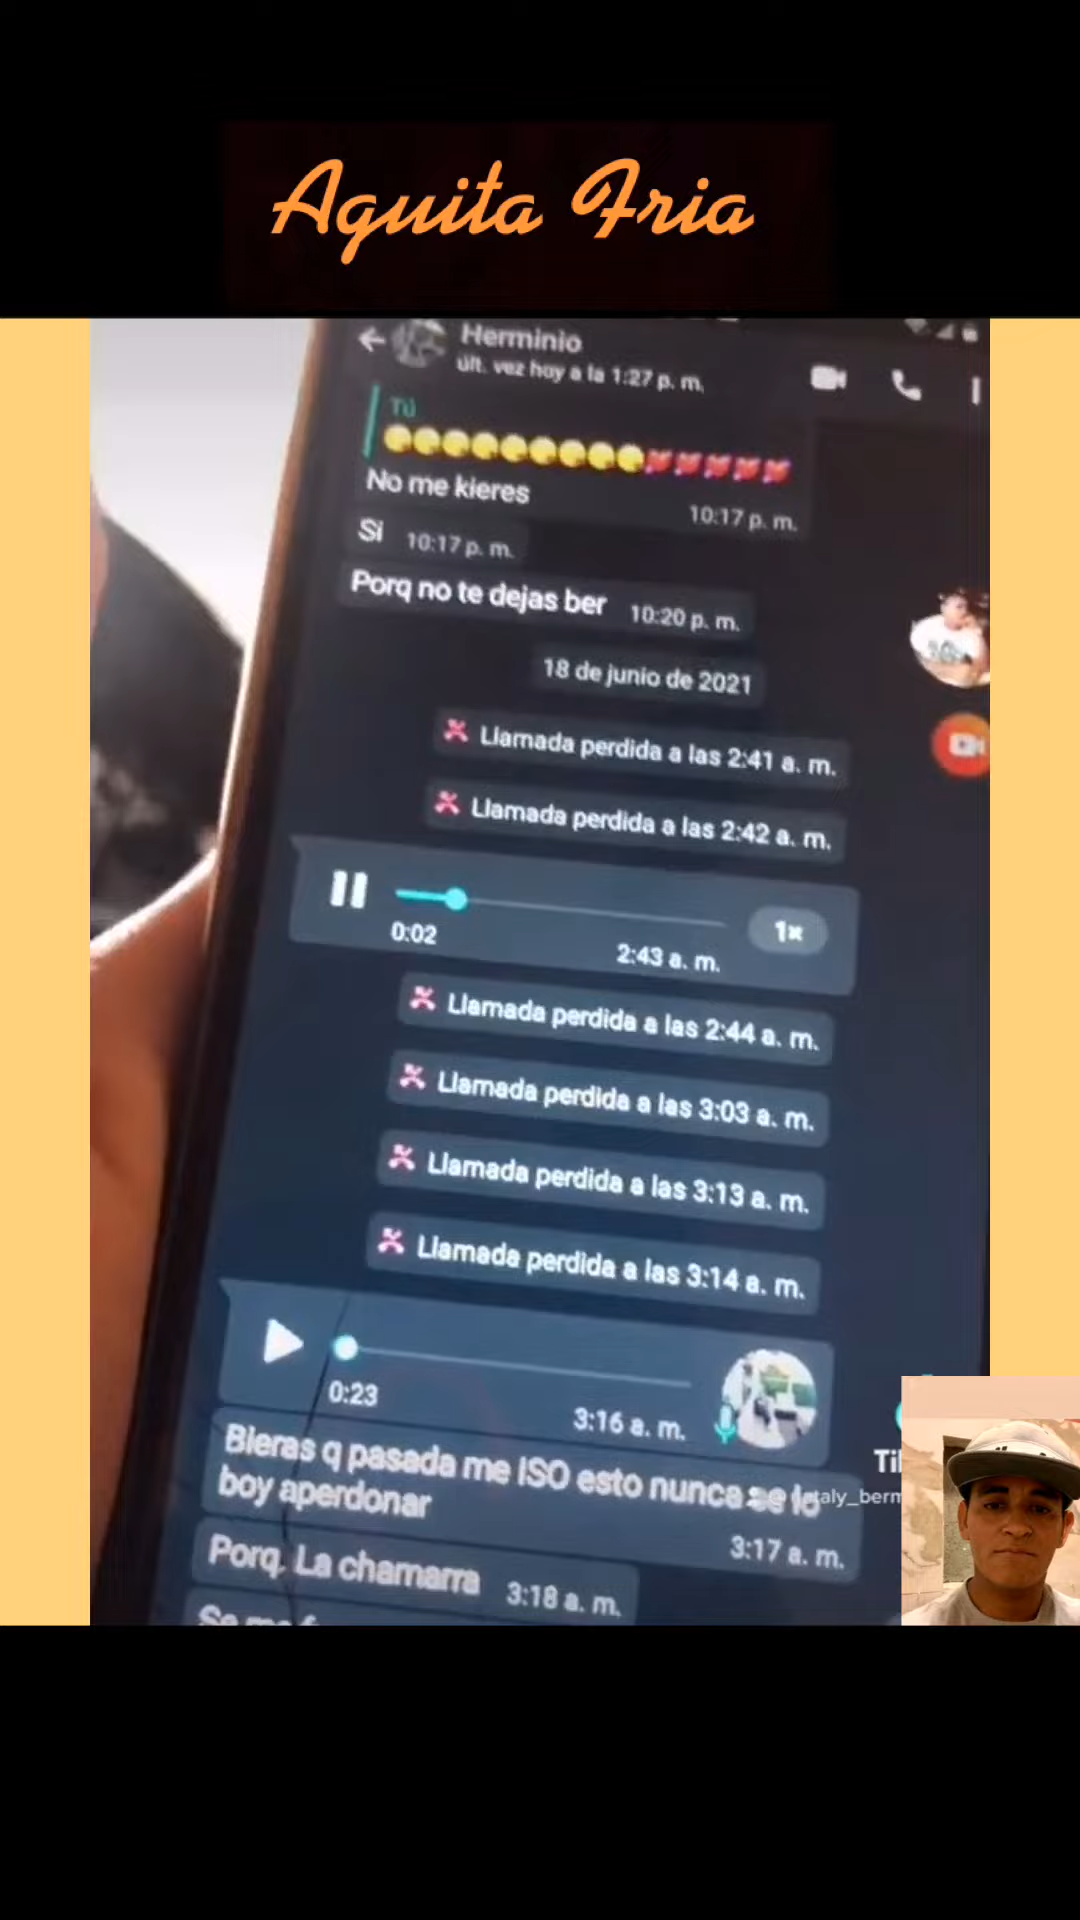 Aguita Fria
Herminio
últ. vez hoy a la 1:27 p. m.
Tú
No me kieres
10:17 p. m.
Si 10:17 p. m.
Porq no te dejas ber 10:20 p. m.
18 de junio de 2021
Llamada perdida a las 2:41 a. m.
Llamada perdida a las 2:42 a. m.
0:02 2:43 a. m. 1x
Llamada perdida a las 2:44 a. m.
Llamada perdida a las 3:03 a. m.
Llamada perdida a las 3:13 a. m.
Llamada perdida a las 3:14 a. m.
0:23 3:16 a. m.
Bieras q pasada me ISO esto nunca se lo
boy aperdonar
3:17 a. m.
Porq. La chamarra 3:18 a. m.
Se me